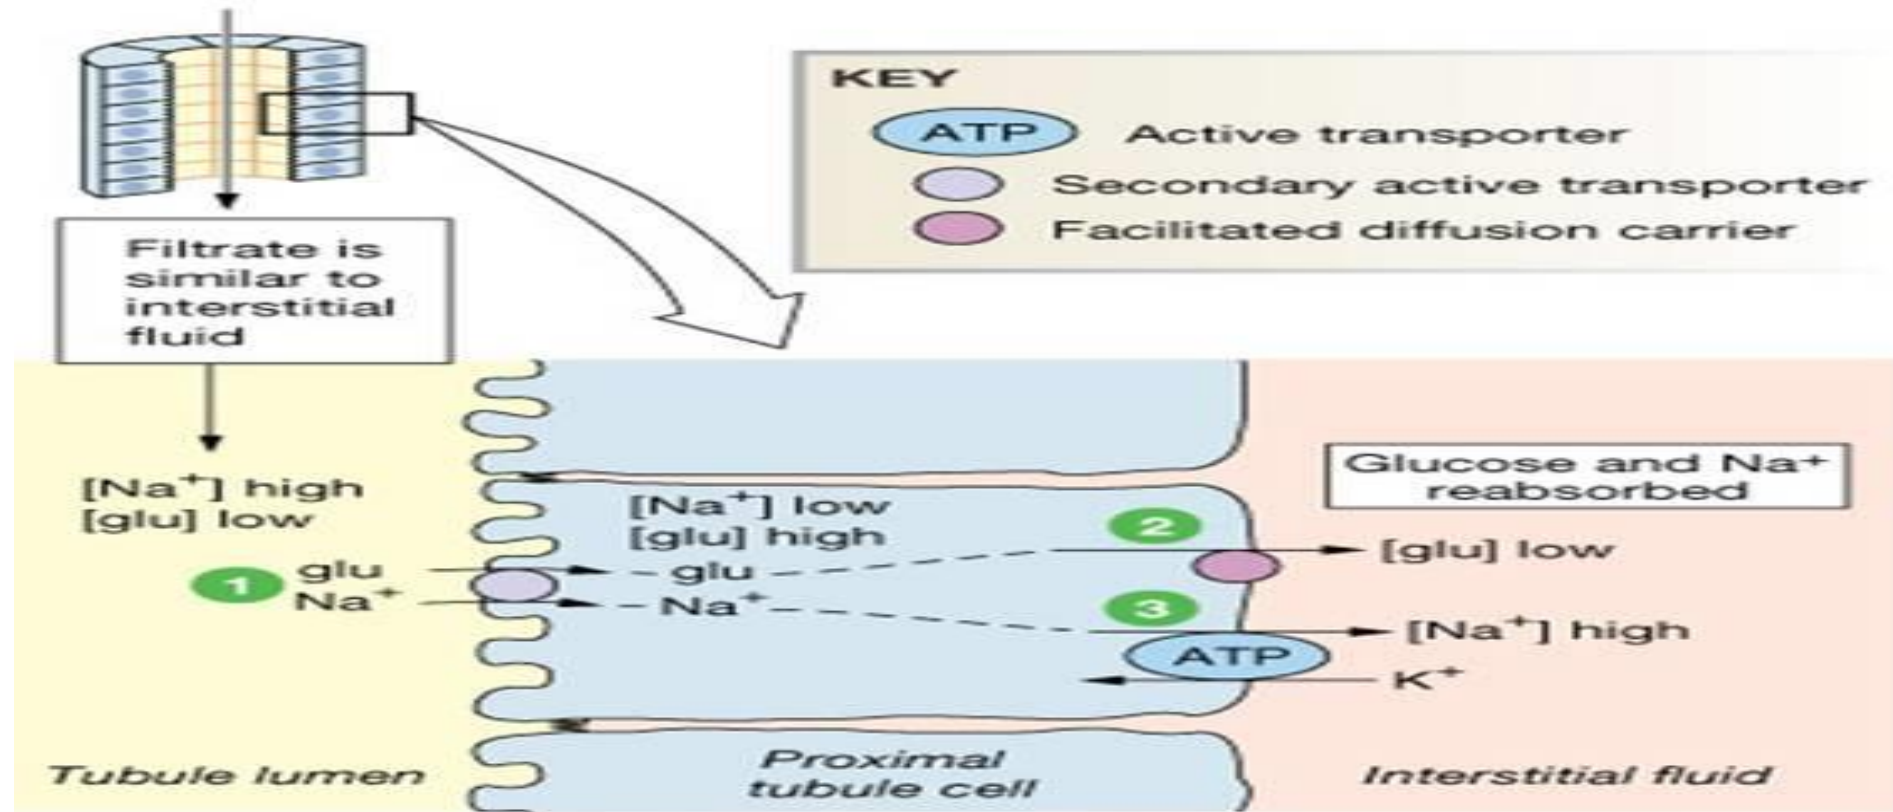 KEY
ATP Active transporter
Secondary active transporter
Facilitated diffusion carrier
Filtrate is
similar to
interstitial
fluid
[Na⁺] high
[glu] low
[Na⁺] low
[glu] high
Glucose and Na+
reabsorbed
1
glu
Na⁺
glu
Na⁺
2
[glu] low
3
[Na⁺] high
ATP
K⁺
Tubule lumen
Proximal
tubule cell
Interstitial fluid